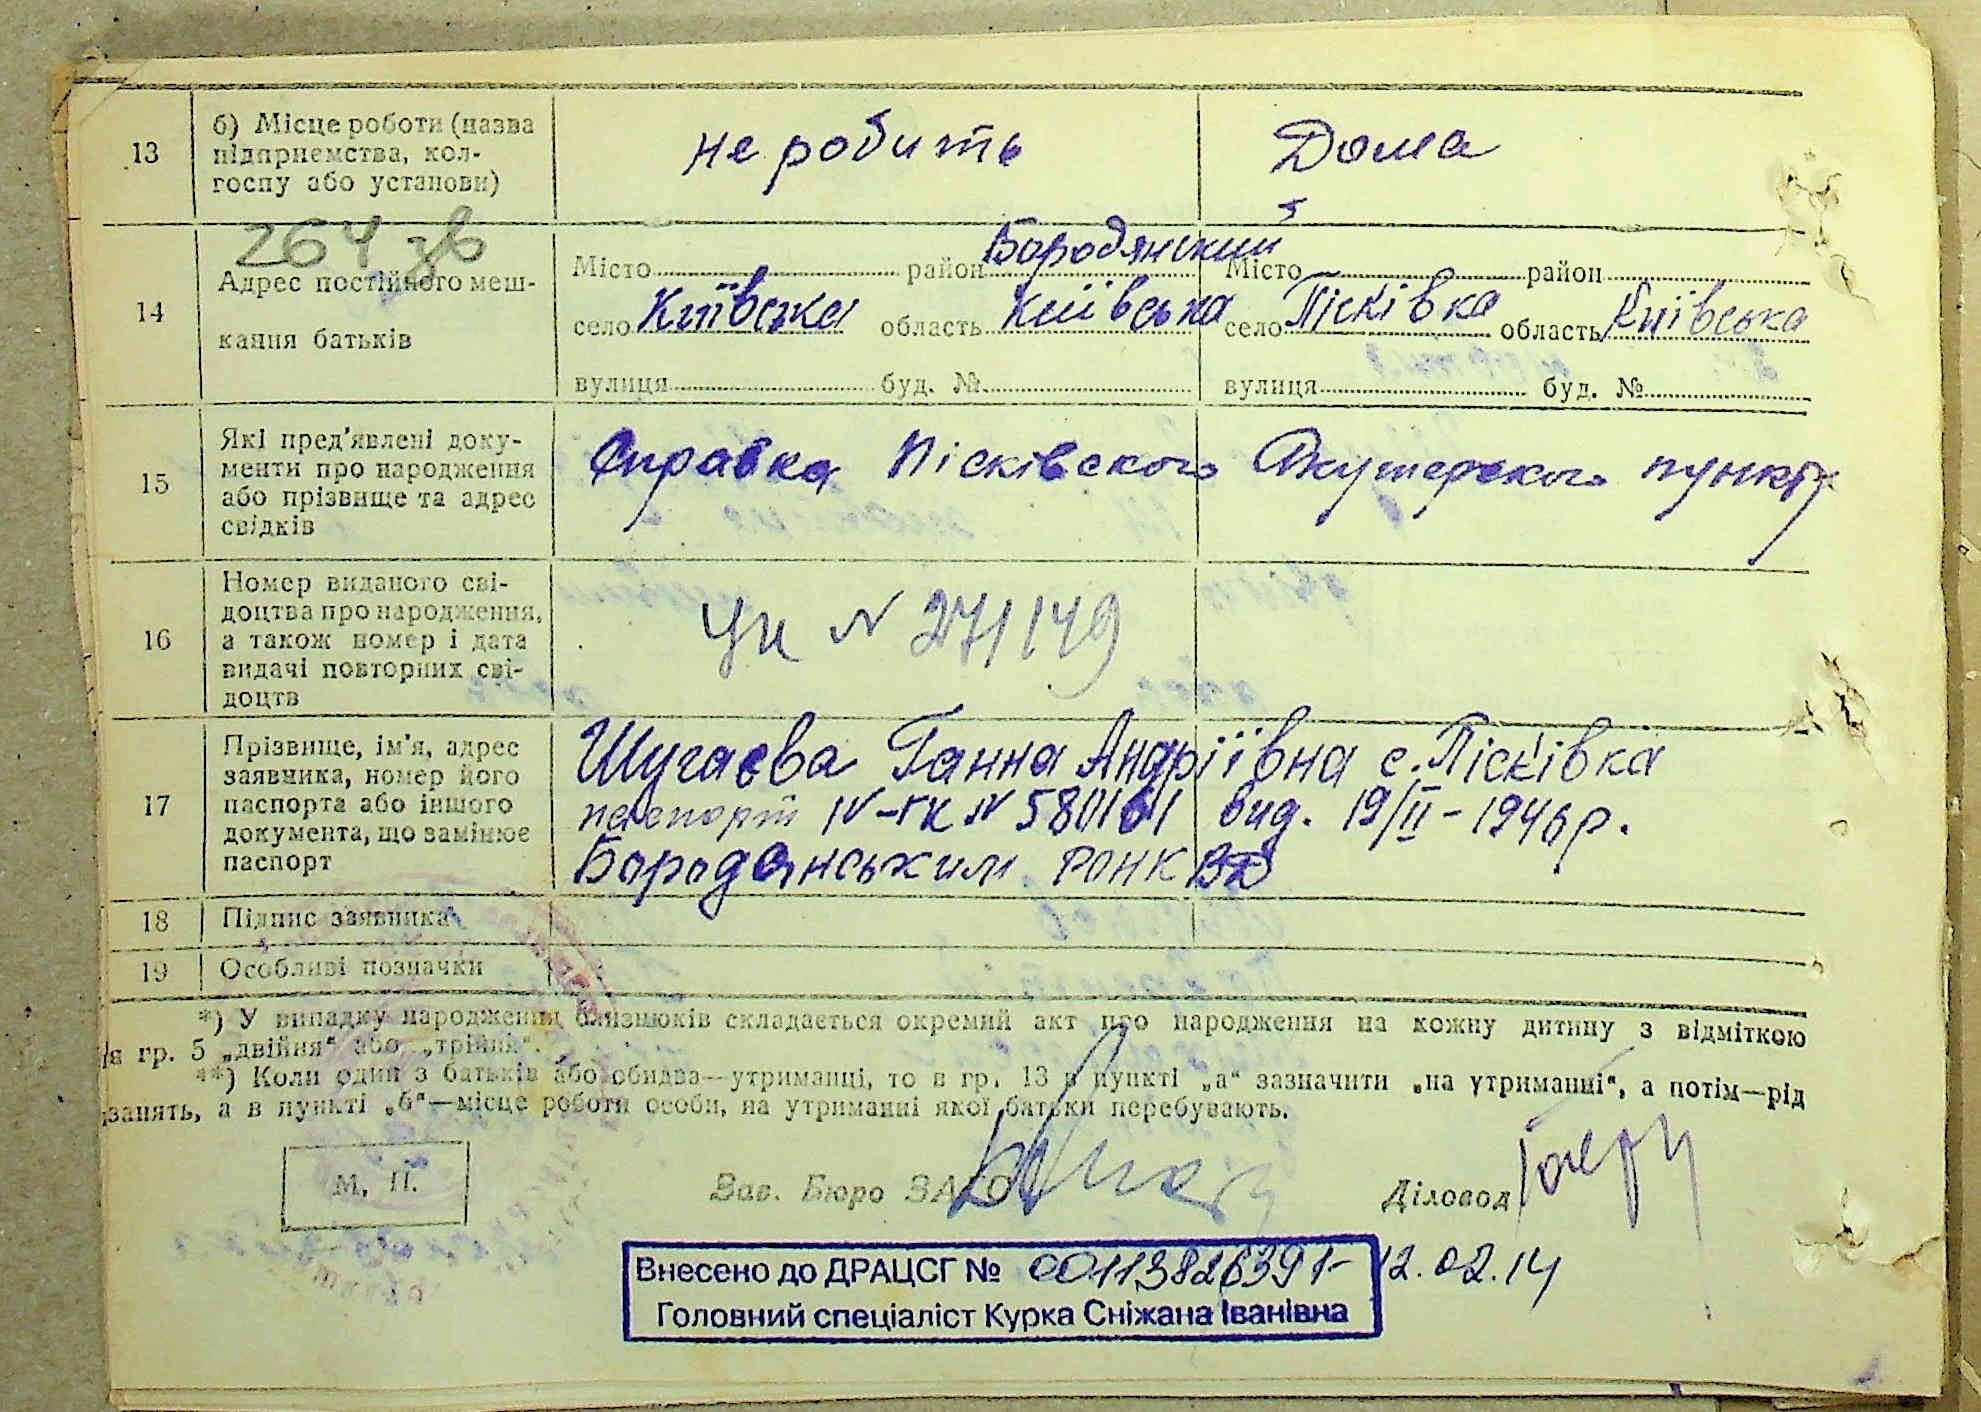 13 б) Місце роботи (назва підприємства, кол-госпу або установи) не робить Дома
264 зв
14 Адрес постійного меш-кання батьків
Місто район Бородянский Місто район
село Київська область Київська село Пісківка область Київська
вулиця буд. № вулиця буд. №
15 Які пред'явлені доку-
менти про народження
або прізвище та адрес
свідків
Справка Пісківского Акушерского пункту
16 Номер виданого сві-
доцтва про народження,
а також номер і дата
видачі повторних сві-
доцтв
N 271149
17 Прізвище, ім'я, адрес
заявника, номер його
паспорта або іншого
документа, що замінює
паспорт
Шугаєва Ганна Андріївна с. Пісківка
паспорт IV-ГК N 580161 вид. 19/II-1946р.
Бородянським РОНКВД
18 Підпис заявника
19 Особливі позначки
*) У випадку народження близнюків складається окремий акт про народження на кожну дитину з відміткою
в гр. 5 „двійня“ або „трійня“.
**) Коли один з батьків або обидва—утриманці, то в гр. 13 в пункті „а“ зазначити „на утриманні“, а потім—рід
занять, а в пункті „б“—місце роботи особи, на утриманні якої батьки перебувають.
М. П. Зав. Бюро ЗАГС Діловод
Внесено до ДРАЦСГ № 00113826391- 12.02.14
Головний спеціаліст Курка Сніжана Іванівна